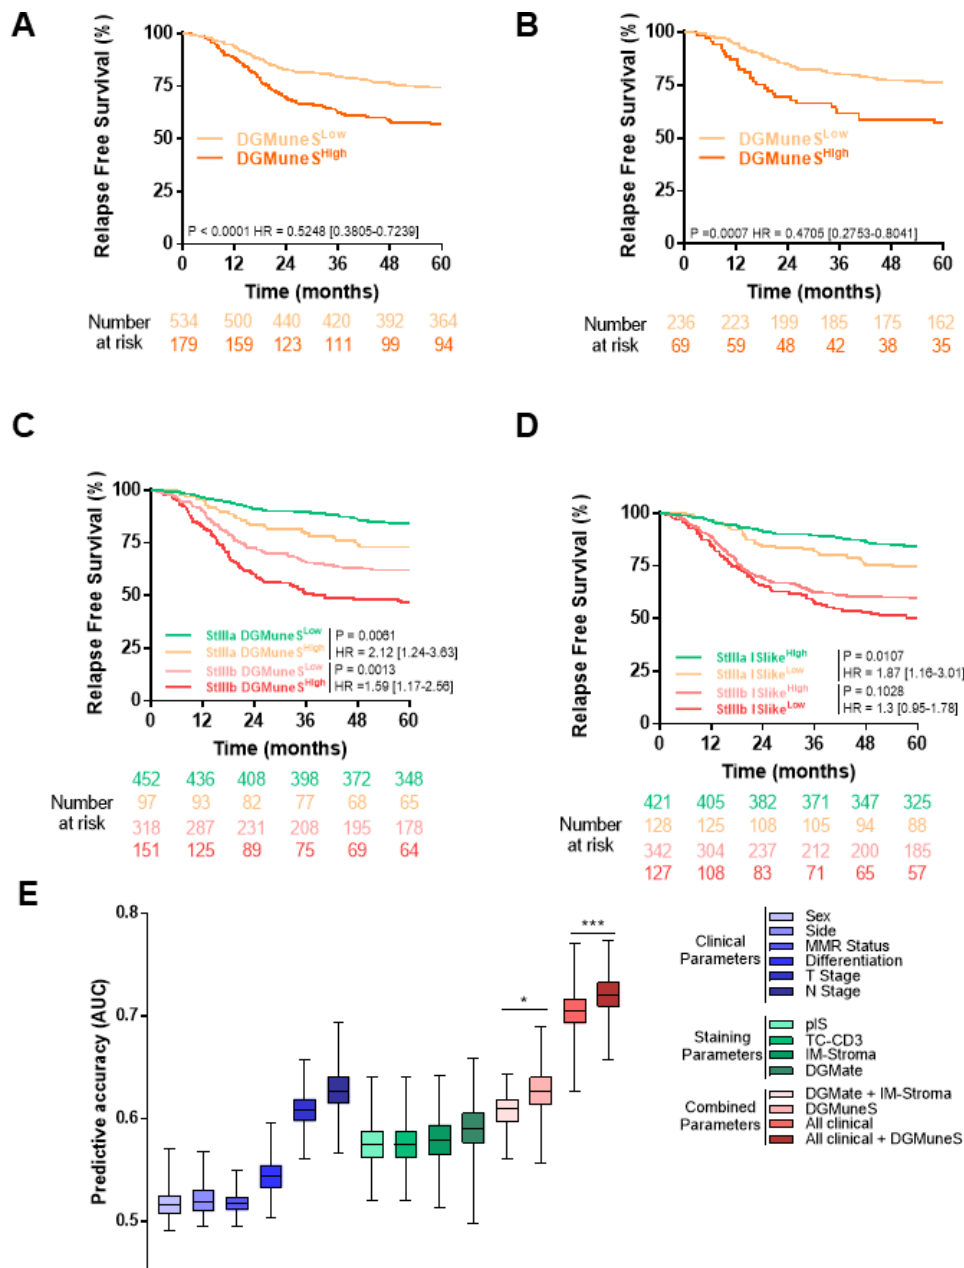 A
Relapse Free Survival (%)
100
75
50
25
0
DGMuneS^Low
DGMuneS^High
P < 0.0001 HR = 0.5248 [0.3805-0.7239]
0 12 24 36 48 60
Time (months)
Number at risk
534 500 440 420 392 364
179 159 123 111 99 94
B
Relapse Free Survival (%)
100
75
50
25
0
DGMuneS^Low
DGMuneS^High
P =0.0007 HR = 0.4705 [0.2753-0.8041]
0 12 24 36 48 60
Time (months)
Number at risk
236 223 199 185 175 162
69 59 48 42 38 35
C
Relapse Free Survival (%)
100
75
50
25
0
StIIIa DGMuneS^Low
StIIIa DGMuneS^High
StIIIb DGMuneS^Low
StIIIb DGMuneS^High
P = 0.0061
HR = 2.12 [1.24-3.63]
P = 0.0013
HR =1.59 [1.17-2.56]
0 12 24 36 48 60
Time (months)
Number at risk
452 436 408 398 372 348
97 93 82 77 68 65
318 287 231 208 195 178
151 125 89 75 69 64
D
Relapse Free Survival (%)
100
75
50
25
0
StIIIa ISlike^High
StIIIa ISlike^Low
StIIIb ISlike^High
StIIIb ISlike^Low
P = 0.0107
HR = 1.87 [1.16-3.01]
P = 0.1028
HR = 1.3 [0.95-1.78]
0 12 24 36 48 60
Time (months)
Number at risk
421 405 382 371 347 325
128 125 108 105 94 88
342 304 237 212 200 185
127 108 83 71 65 57
E
Predictive accuracy (AUC)
0.8
0.7
0.6
0.5
*
***
Clinical Parameters
Sex
Side
MMR Status
Differentiation
T Stage
N Stage
Staining Parameters
pIS
TC-CD3
IM-Stroma
DGMate
Combined Parameters
DGMate + IM-Stroma
DGMuneS
All clinical
All clinical + DGMuneS